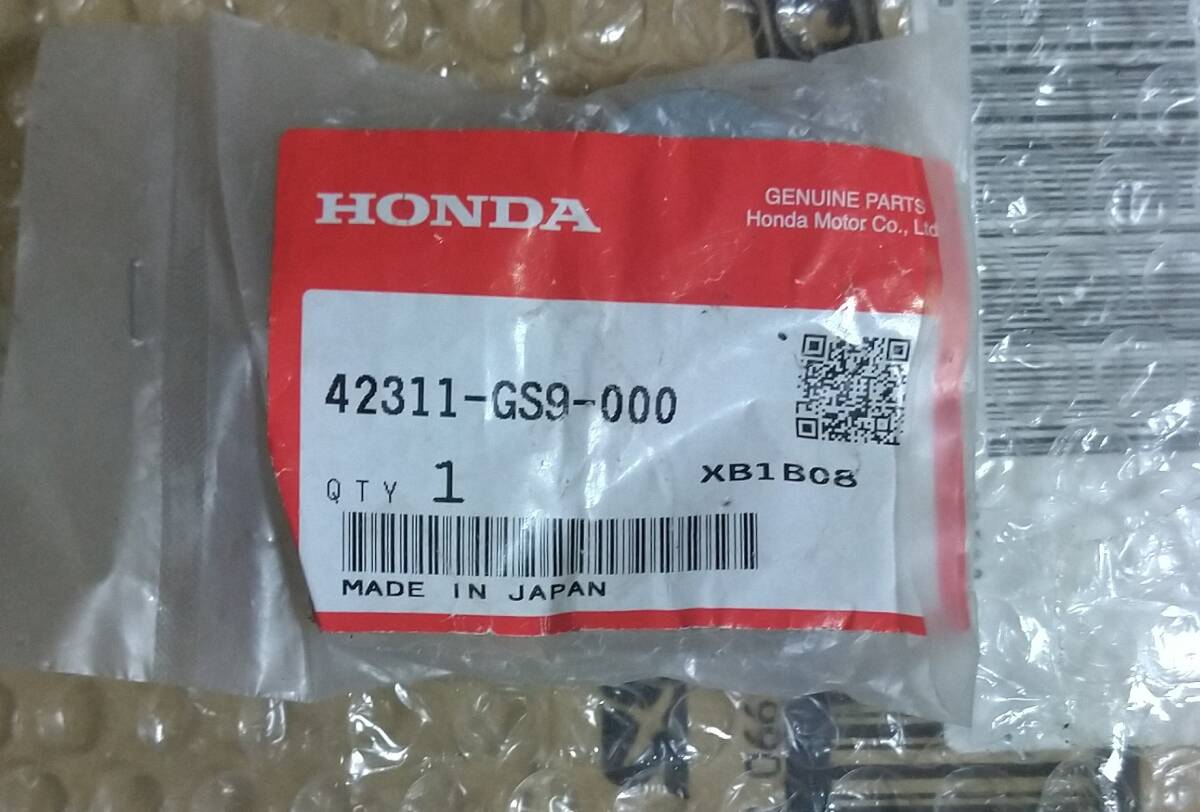 HONDA
GENUINE PARTS
Honda Motor Co., Ltd
42311-GS9-000
QTY 1
XB1B08
MADE IN JAPAN